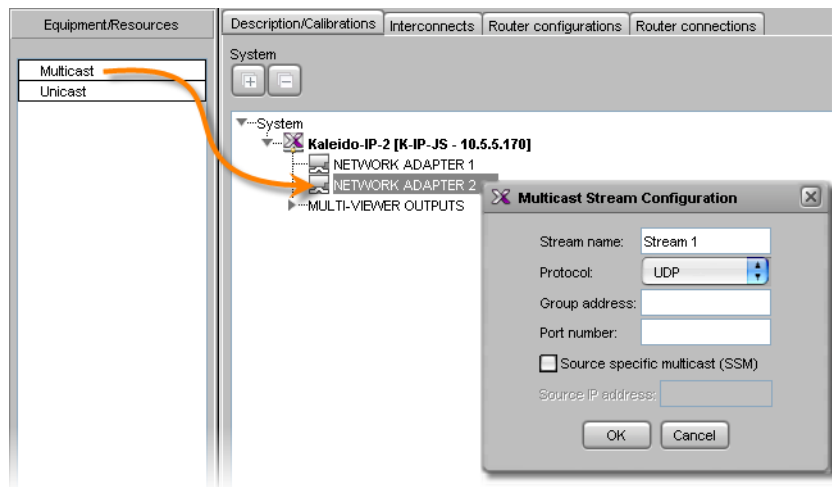 Equipment/Resources
Multicast
Unicast
Description/Calibrations
Interconnects
Router configurations
Router connections
System
System
Kaleido-IP-2 [K-IP-JS - 10.5.5.170]
NETWORK ADAPTER 1
NETWORK ADAPTER 2
MULTI-VIEWER OUTPUTS
Multicast Stream Configuration
Stream name: Stream 1
Protocol: UDP
Group address:
Port number:
Source specific multicast (SSM)
Source IP address:
OK Cancel